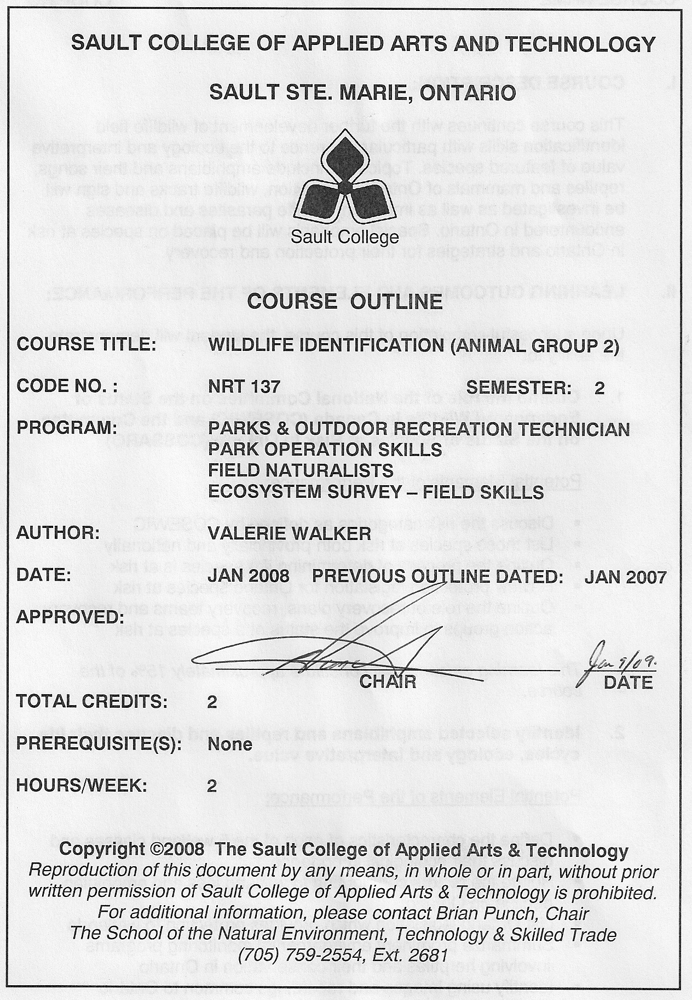 SAULT COLLEGE OF APPLIED ARTS AND TECHNOLOGY
SAULT STE. MARIE, ONTARIO
Sault College
COURSE OUTLINE
COURSE TITLE: WILDLIFE IDENTIFICATION (ANIMAL GROUP 2)
CODE NO. : NRT 137 SEMESTER: 2
PROGRAM: PARKS & OUTDOOR RECREATION TECHNICIAN
PARK OPERATION SKILLS
FIELD NATURALISTS
ECOSYSTEM SURVEY – FIELD SKILLS
AUTHOR: VALERIE WALKER
DATE: JAN 2008 PREVIOUS OUTLINE DATED: JAN 2007
APPROVED:
Jan 9/09.
CHAIR DATE
TOTAL CREDITS: 2
PREREQUISITE(S): None
HOURS/WEEK: 2
Copyright ©2008 The Sault College of Applied Arts & Technology
Reproduction of this document by any means, in whole or in part, without prior
written permission of Sault College of Applied Arts & Technology is prohibited.
For additional information, please contact Brian Punch, Chair
The School of the Natural Environment, Technology & Skilled Trade
(705) 759-2554, Ext. 2681